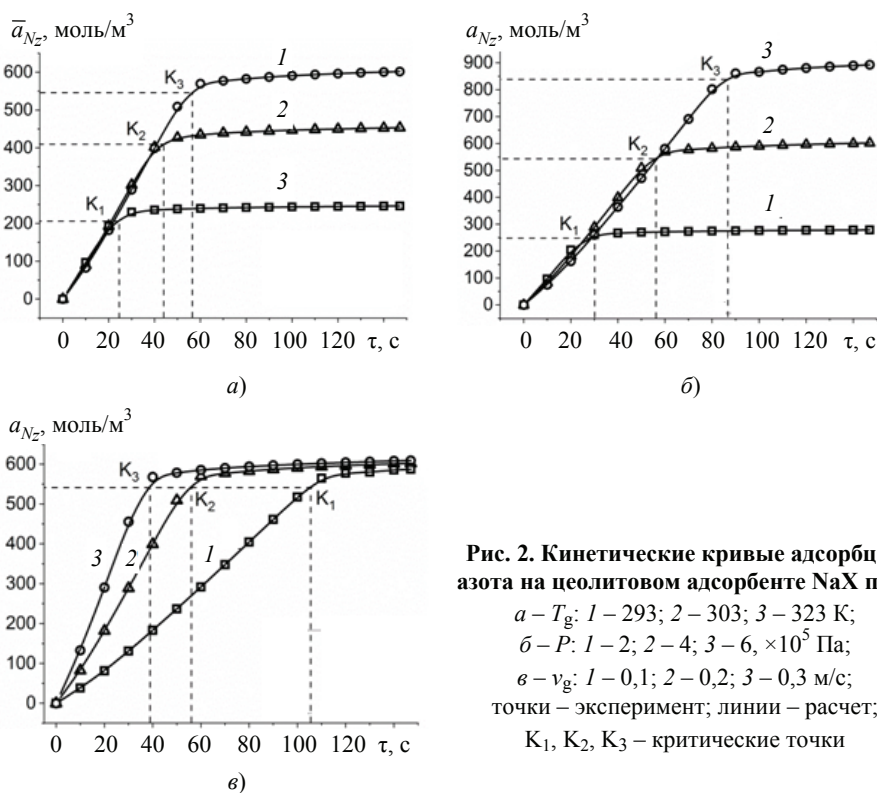 a̅_Nz, моль/м³
600
500
400
300
200
100
0
K₃
K₂
K₁
1
2
3
0 20 40 60 80 100 120 τ, с
а)
a_Nz, моль/м³
900
800
700
600
500
400
300
200
100
0
K₃
K₂
K₁
3
2
1
0 20 40 60 80 100 120 τ, с
б)
a_Nz, моль/м³
600
500
400
300
200
100
0
K₃
K₂
K₁
3 2 1
0 20 40 60 80 100 120 τ, с
в)
Рис. 2. Кинетические кривые адсорбц
азота на цеолитовом адсорбенте NaX п
а – T_g: 1 – 293; 2 – 303; 3 – 323 K;
б – P: 1 – 2; 2 – 4; 3 – 6, ×10⁵ Па;
в – v_g: 1 – 0,1; 2 – 0,2; 3 – 0,3 м/с;
точки – эксперимент; линии – расчет;
K₁, K₂, K₃ – критические точки